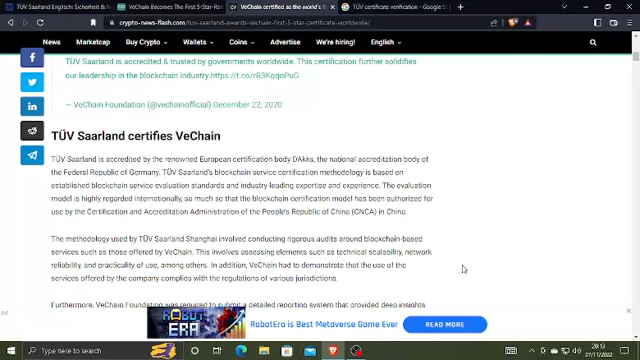 TÜV Saarland Englisch Sicherheit &
VeChain Becomes The First 5-Star-Ra
VeChain certified as the world's f
TÜV certificate verification - Google S
crypto-news-flash.com/tuv-saarland-awards-vechain-first-5-star-certificate-worldwide/
News Marketcap Buy Crypto Wallets Coins Advertise We're hiring! English
TÜV Saarland is accredited & trusted by governments worldwide. This certification further solidifies
our leadership in the blockchain industry.
— VeChain Foundation (@vechainofficial) December 22, 2020
TÜV Saarland certifies VeChain
TÜV Saarland is accredited by the renowned European certification body DAkks, the national accreditation body of
the Federal Republic of Germany. TÜV Saarland's blockchain service certification methodology is based on
established blockchain service evaluation standards and industry-leading expertise and experience. The evaluation
model is highly regarded internationally, so much so that the blockchain certification model has been authorized for
use by the Certification and Accreditation Administration of the People's Republic of China (CNCA) in China.
The methodology used by TÜV Saarland Shanghai involved conducting rigorous audits around blockchain-based
services such as those offered by VeChain. This involves assessing elements such as technical scalability, network
reliability, and practicality of use, among others. In addition, VeChain had to demonstrate that the use of the
services offered by the company complies with the regulations of various jurisdictions.
Furthermore, VeChain Foundation was required to submit a detailed reporting system that provided deep insights
Ad
ROBOT ERA
RobotEra is Best Metaverse Game Ever
READ MORE
Type here to search
20:13
27/11/2022